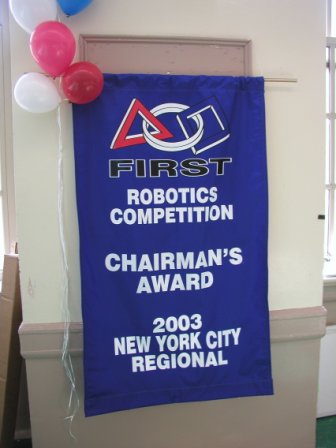 FIRST
ROBOTICS
COMPETITION
CHAIRMAN'S
AWARD
2003
NEW YORK CITY
REGIONAL